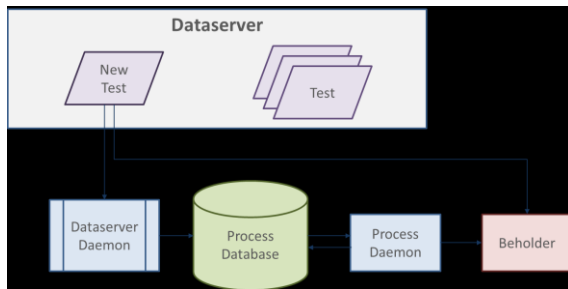 Dataserver
New
Test
Test
Dataserver
Daemon
Process
Database
Process
Daemon
Beholder